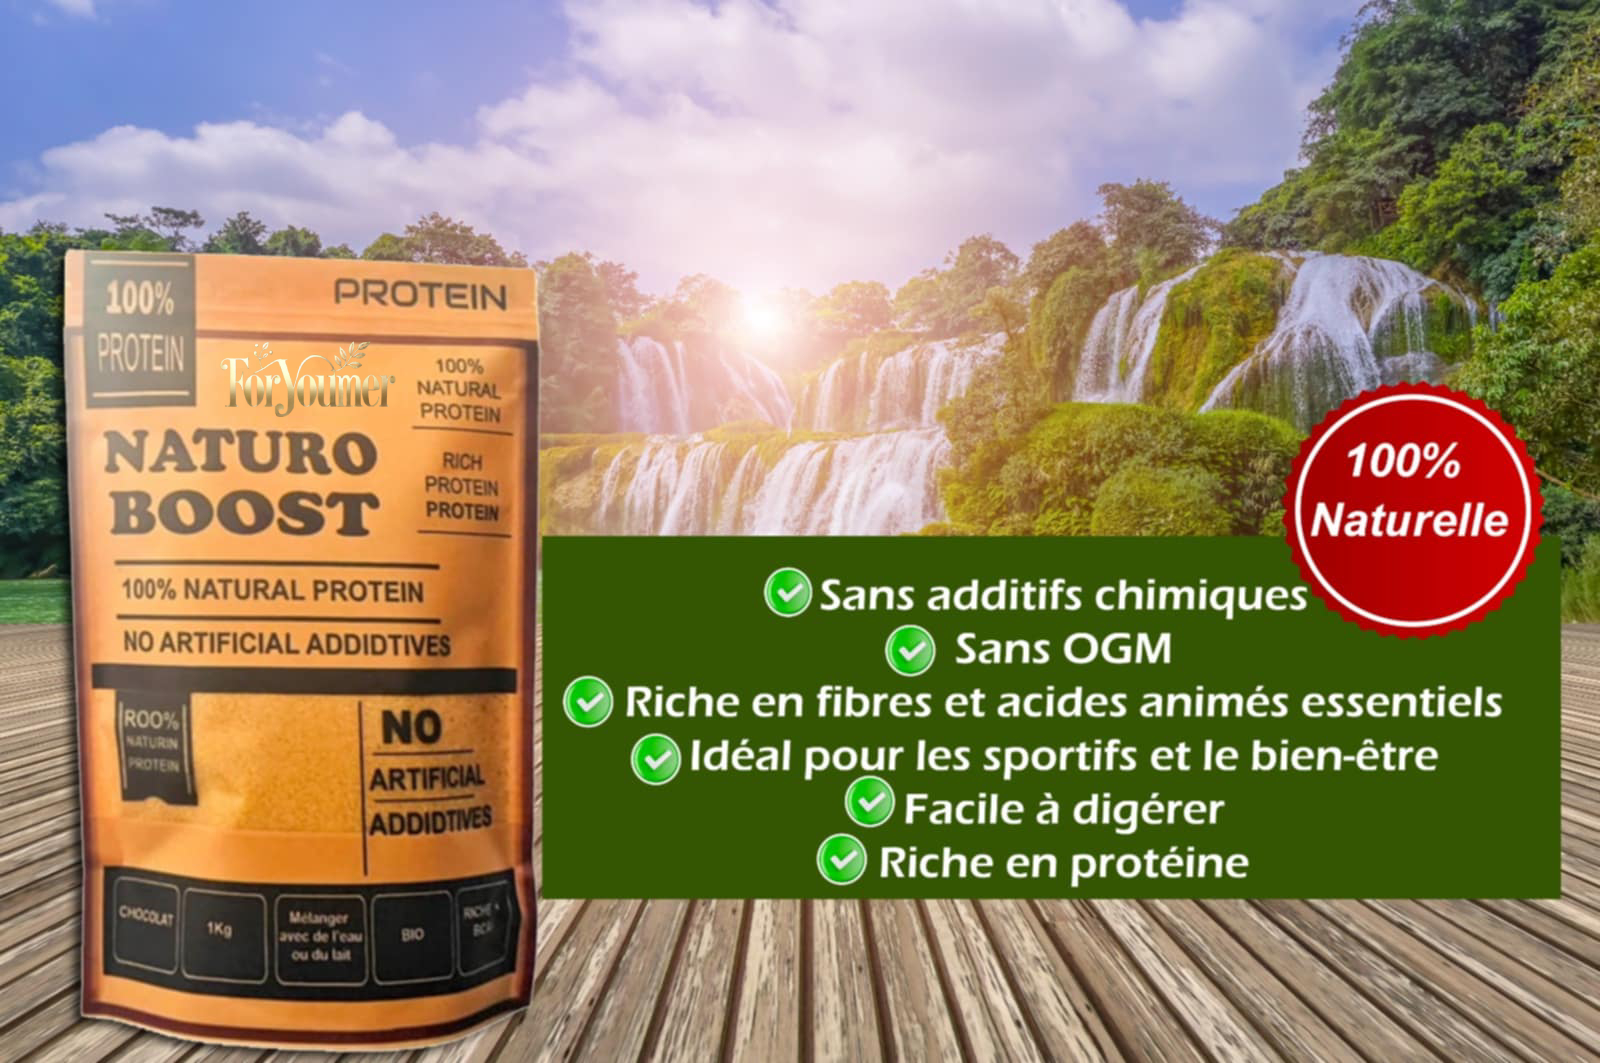 100%
PROTEIN
PROTEIN
ForYoumer
100%
NATURAL
PROTEIN
NATURO
BOOST
RICH
PROTEIN
PROTEIN
100% NATURAL PROTEIN
NO ARTIFICIAL ADDIDTIVES
ROO%
NATURIN
PROTEIN
NO
ARTIFICIAL
ADDIDTIVES
CHOCOLAT
1Kg
Mélanger
avec de l'eau
ou du lait
BIO
RICHE
100%
Naturelle
Sans additifs chimiques
Sans OGM
Riche en fibres et acides animés essentiels
Idéal pour les sportifs et le bien-être
Facile à digérer
Riche en protéine